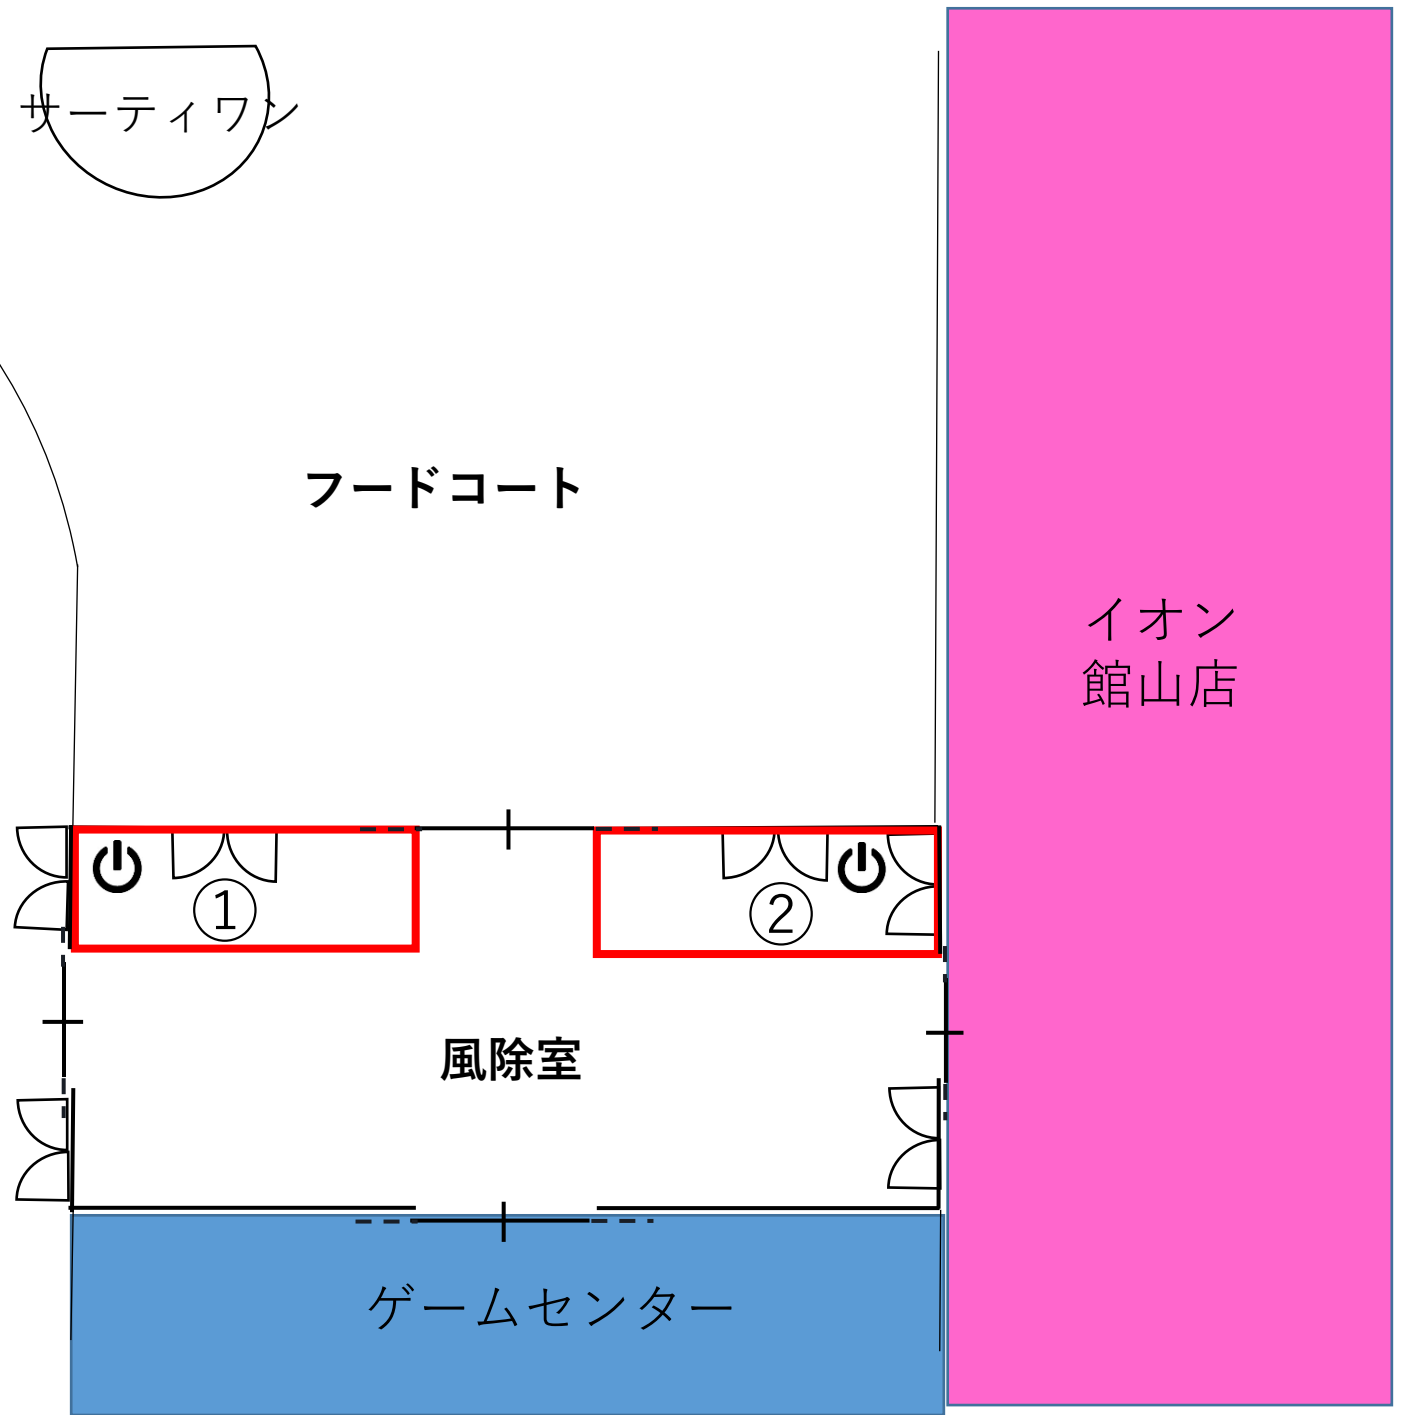 サーティワン
フードコート
イオン
館山店
①
②
風除室
ゲームセンター